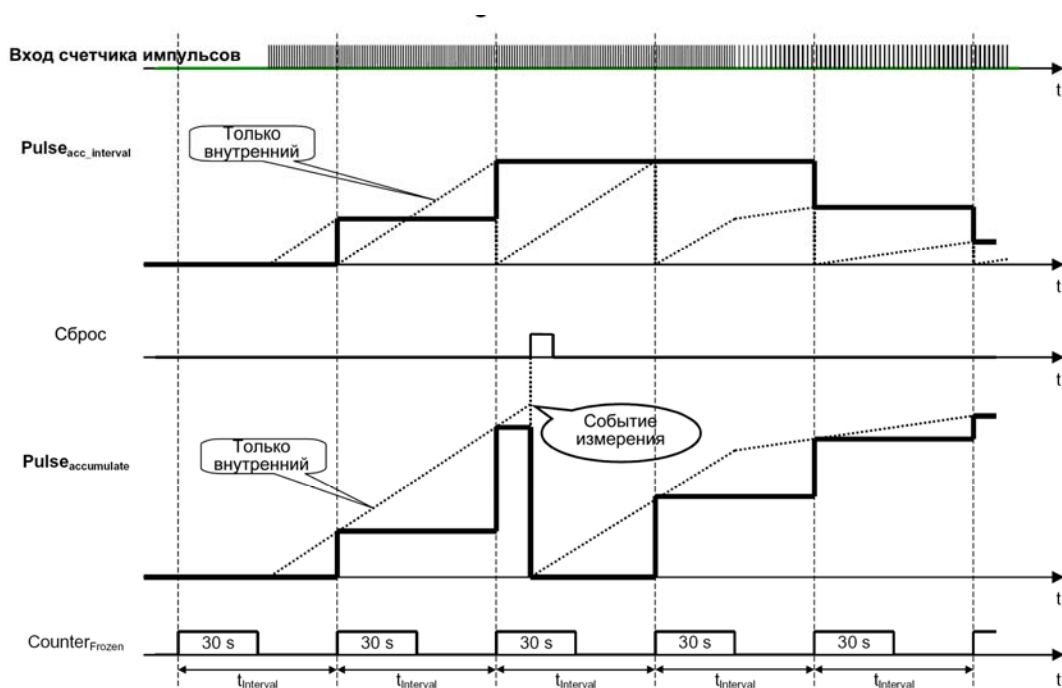 Вход счетчика импульсов
t
Только
внутренний
Pulseacc_interval
t
Сброс
t
Событие
измерения
Только
внутренний
Pulseaccumulate
t
CounterFrozen
30 s
30 s
30 s
30 s
30 s
t
tInterval
tInterval
tInterval
tInterval
tInterval